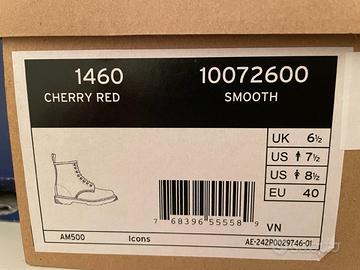 1460 10072600
CHERRY RED SMOOTH
UK 6½
US 7½
US 8½
EU 40
7 68396 55558 9
VN
AM500 Icons AE-242P0029746-01